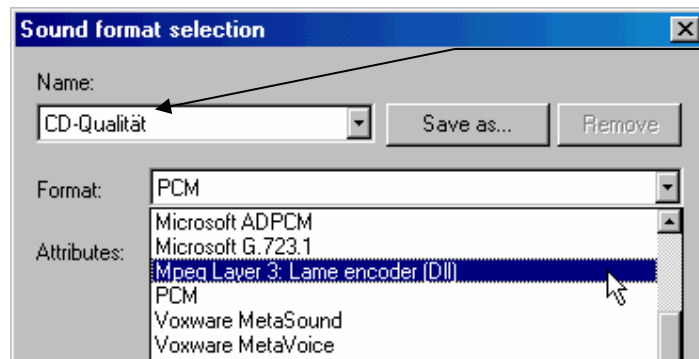 Sound format selection
Name:
CD-Qualität
Save as...
Remove
Format:
PCM
Attributes:
Microsoft ADPCM
Microsoft G.723.1
Mpeg Layer 3: Lame encoder (Dll)
PCM
Voxware MetaSound
Voxware MetaVoice